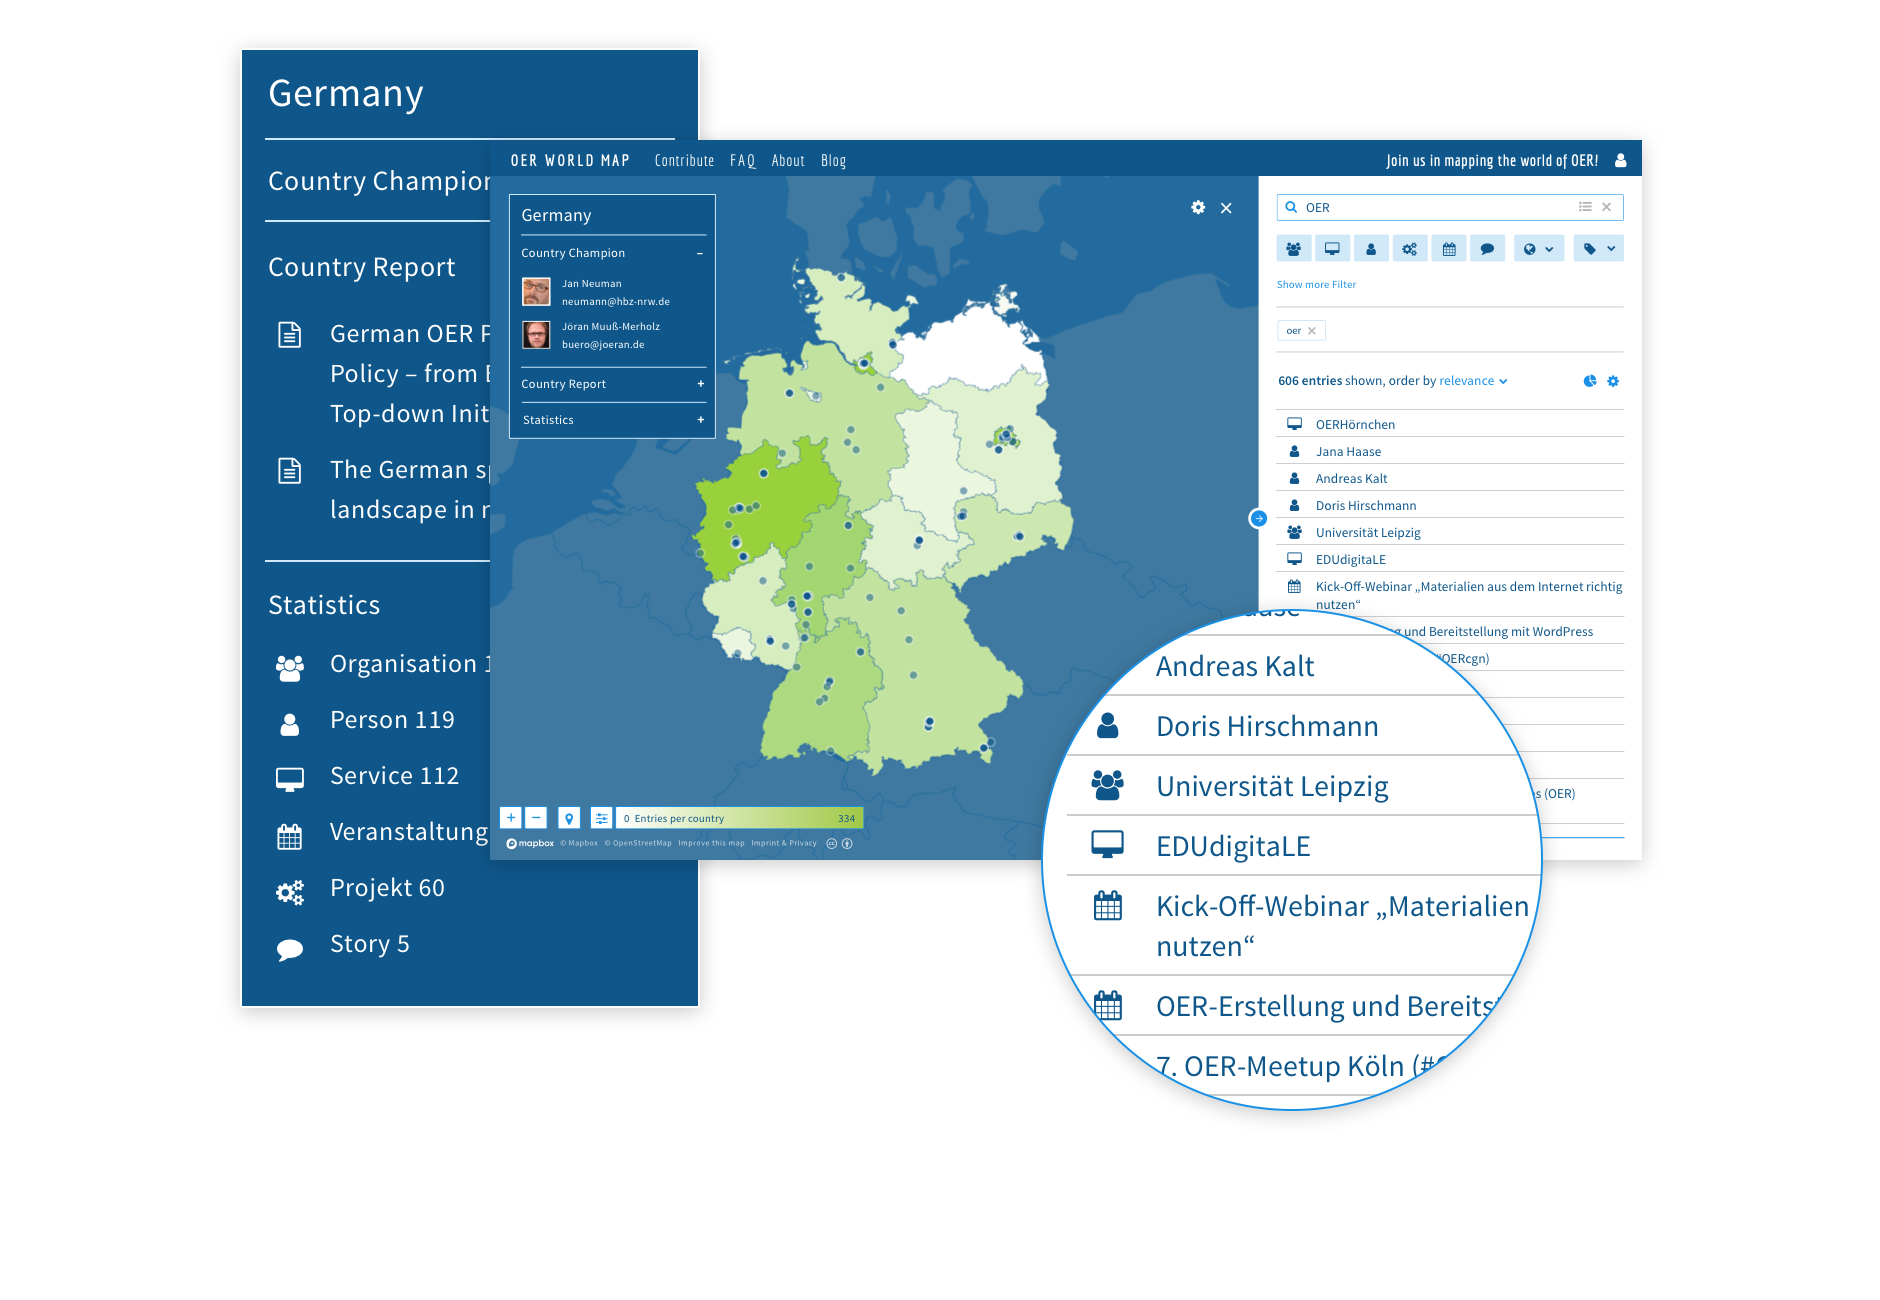 Germany
Country Champion
Country Report
German OER
Policy – from
Top-down
The German
landscape in
Statistics
Organisation
Person 119
Service 112
Veranstaltung
Projekt 60
Story 5
OER WORLD MAP Contribute FAQ About Blog
Join us in mapping the world of OER!
Germany
Country Champion –
Jan Neuman
neumann@hbz-nrw.de
Jöran Muuß-Merholz
buero@joeran.de
Country Report +
Statistics +
0 Entries per country 334
mapbox © Mapbox © OpenStreetMap Improve this map Imprint & Privacy
OER
Show more Filter
oer
606 entries shown, order by relevance
OERHörnchen
Jana Haase
Andreas Kalt
Doris Hirschmann
Universität Leipzig
EDUdigitaLE
Kick-Off-Webinar „Materialien aus dem Internet richtig
nutzen“
und Bereitstellung mit WordPress
OERcgn)
(OER)
Andreas Kalt
Doris Hirschmann
Universität Leipzig
EDUdigitaLE
Kick-Off-Webinar „Materialien
nutzen“
OER-Erstellung und Bereits
7. OER-Meetup Köln (#